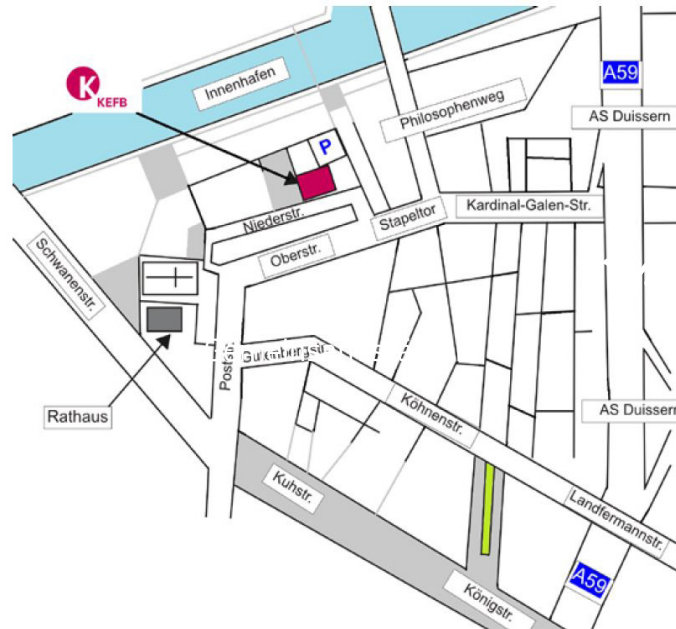 Innenhafen
A59
K
KEFB
Philosophenweg
AS Duissern
P
Niederstr.
Stapeltor
Kardinal-Galen-Str.
Oberstr.
Schwanenstr.
Gutenbergstr.
Rathaus
Köhnenstr.
AS Duissern
Kuhstr.
Landfermannstr.
A59
Königstr.